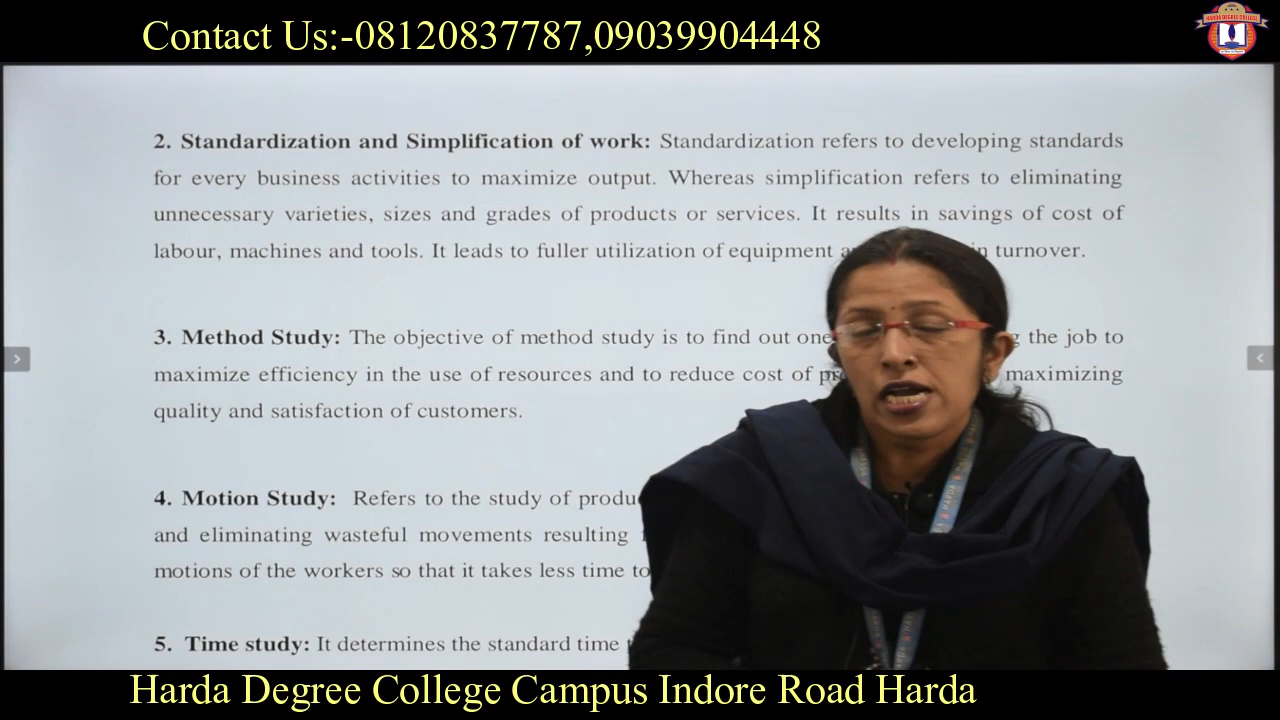 Contact Us:-08120837787,09039904448
HARDA DEGREE COLLEGE
2. Standardization and Simplification of work: Standardization refers to developing standards
for every business activities to maximize output. Whereas simplification refers to eliminating
unnecessary varieties, sizes and grades of products or services. It results in savings of cost of
labour, machines and tools. It leads to fuller utilization of equipment in turnover.
3. Method Study: The objective of method study is to find out one the job to
maximize efficiency in the use of resources and to reduce cost of maximizing
quality and satisfaction of customers.
4. Motion Study: Refers to the study of
and eliminating wasteful movements resulting
motions of the workers so that it takes less time to
5. Time study: It determines the standard time
HARDA
Harda Degree College Campus Indore Road Harda